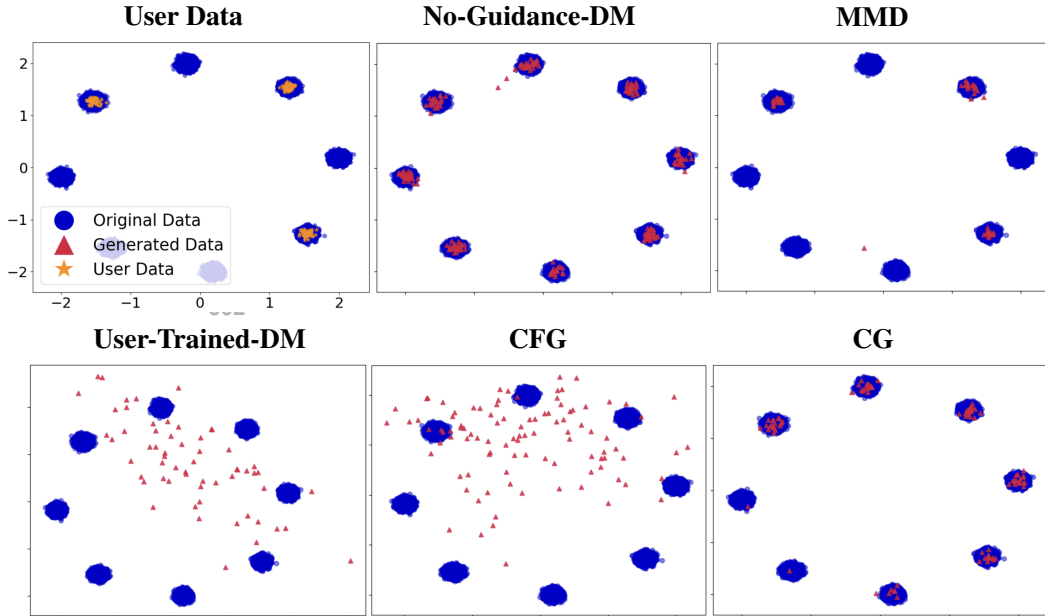 User Data
No-Guidance-DM
MMD
2
1
0
−1
−2
Original Data
Generated Data
User Data
−2
−1
0
1
2
User-Trained-DM
CFG
CG